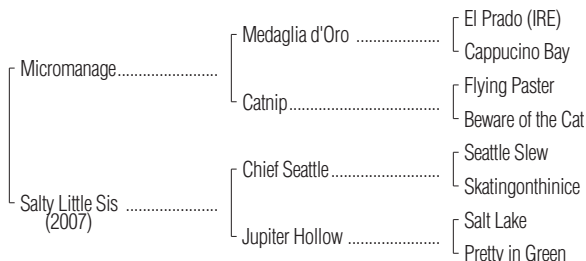 El Prado (IRE)
Medaglia d'Oro
Cappucino Bay
Micromanage
Flying Paster
Catnip
Beware of the Cat
Seattle Slew
Chief Seattle
Skatingonthinice
Salty Little Sis
(2007)
Salt Lake
Jupiter Hollow
Pretty in Green